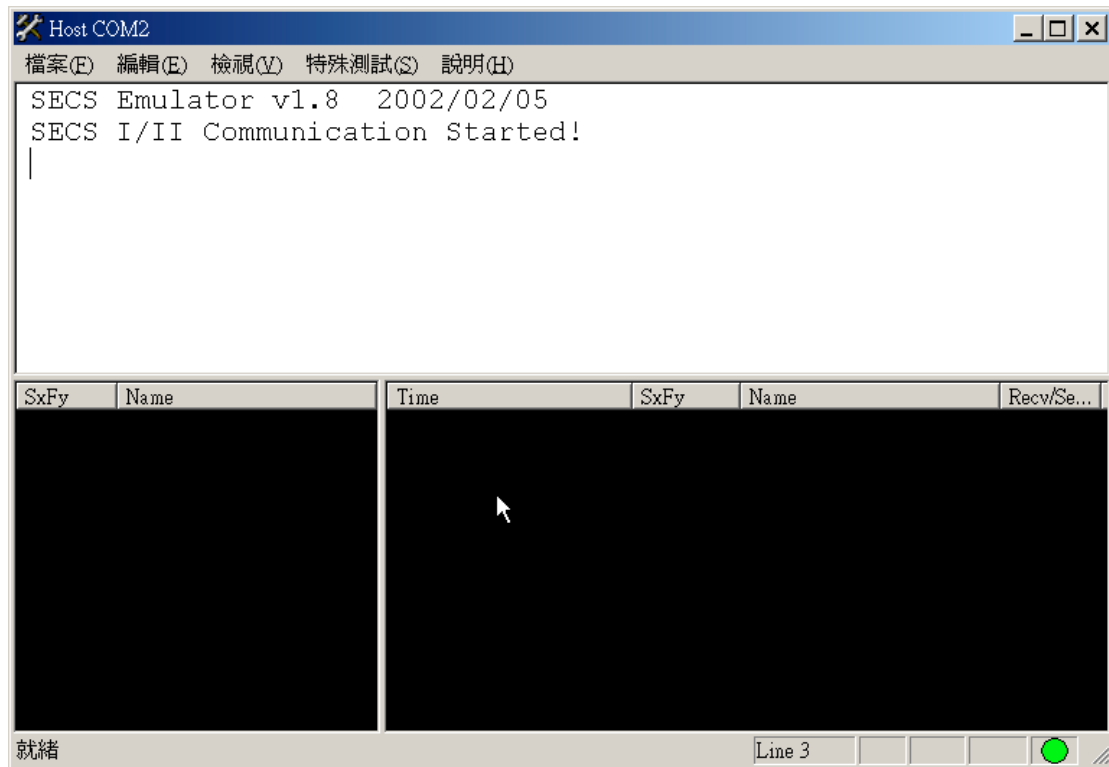 Host COM2
檔案(F) 編輯(E) 檢視(V) 特殊測試(S) 說明(H)
SECS Emulator v1.8 2002/02/05
SECS I/II Communication Started!
SxFy Name Time SxFy Name Recv/Se...
就緒 Line 3